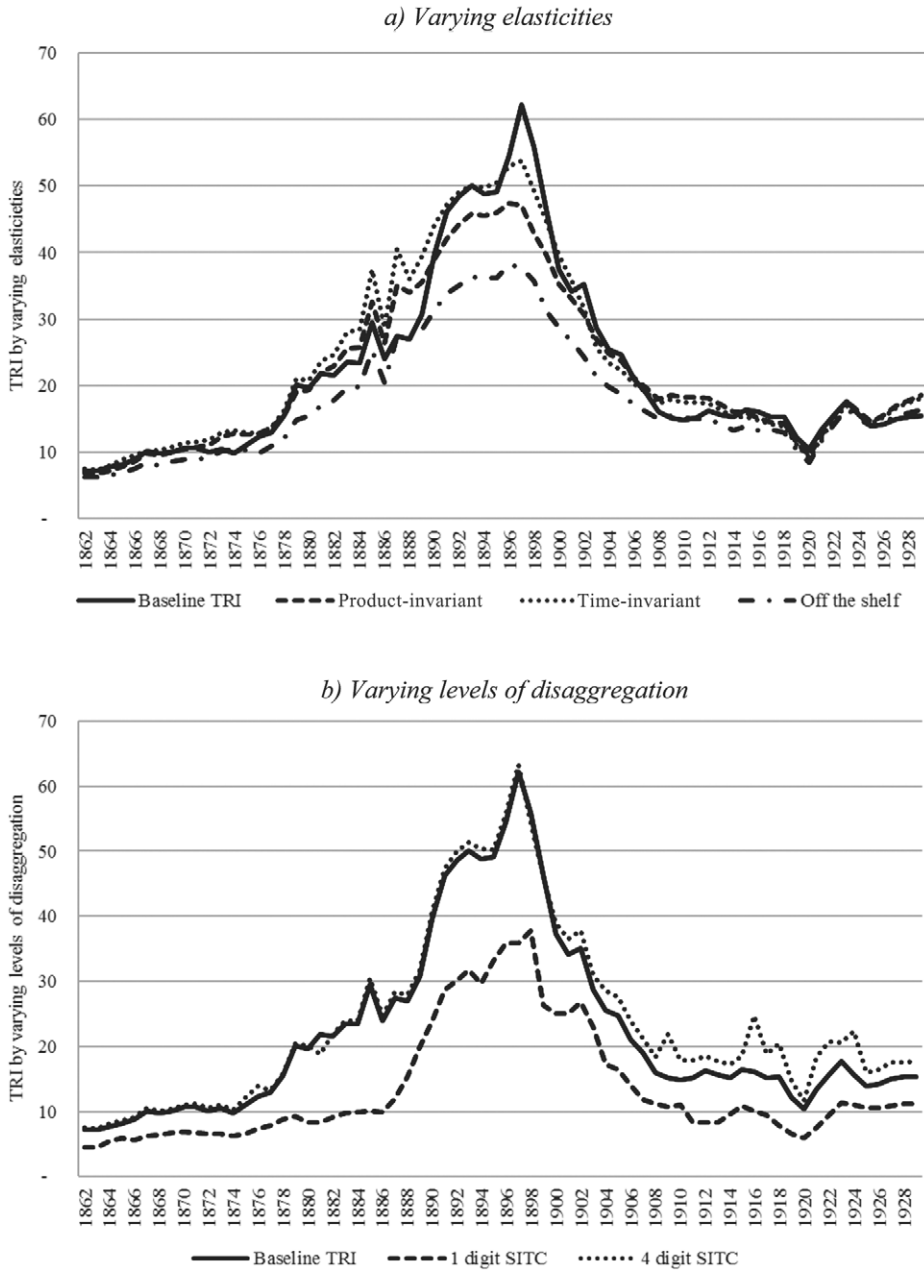 a) Varying elasticities
70
60
50
40
30
20
10
-
TRI by varying elasticieties
1862 1864 1866 1868 1870 1872 1874 1876 1878 1880 1882 1884 1886 1888 1890 1892 1894 1896 1898 1900 1902 1904 1906 1908 1910 1912 1914 1916 1918 1920 1922 1924 1926 1928
Baseline TRI Product-invariant Time-invariant Off the shelf
b) Varying levels of disaggregation
70
60
50
40
30
20
10
-
TRI by varying levels of disaggregation
1862 1864 1866 1868 1870 1872 1874 1876 1878 1880 1882 1884 1886 1888 1890 1892 1894 1896 1898 1900 1902 1904 1906 1908 1910 1912 1914 1916 1918 1920 1922 1924 1926 1928
Baseline TRI 1 digit SITC 4 digit SITC